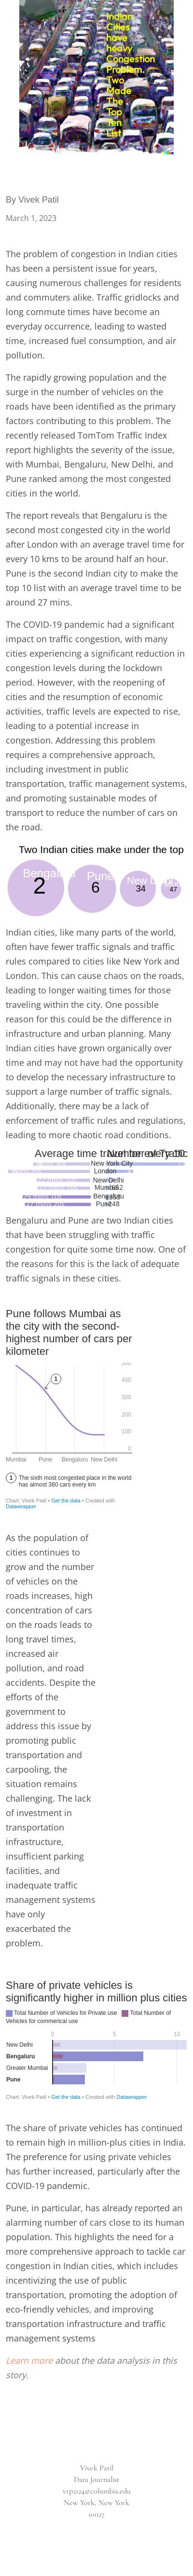 Indian
Cities
have
heavy
Congestion
Problem.
Two
Made
The
Top
Ten
List
By Vivek Patil
March 1, 2023
The problem of congestion in Indian cities
has been a persistent issue for years,
causing numerous challenges for residents
and commuters alike. Traffic gridlocks and
long commute times have become an
everyday occurrence, leading to wasted
time, increased fuel consumption, and air
pollution.
The rapidly growing population and the
surge in the number of vehicles on the
roads have been identified as the primary
factors contributing to this problem. The
recently released TomTom Traffic Index
report highlights the severity of the issue,
with Mumbai, Bengaluru, New Delhi, and
Pune ranked among the most congested
cities in the world.
The report reveals that Bengaluru is the
second most congested city in the world
after London with an average travel time for
every 10 kms to be around half an hour.
Pune is the second Indian city to make the
top 10 list with an average travel time to be
around 27 mins.
The COVID-19 pandemic had a significant
impact on traffic congestion, with many
cities experiencing a significant reduction in
congestion levels during the lockdown
period. However, with the reopening of
cities and the resumption of economic
activities, traffic levels are expected to rise,
leading to a potential increase in
congestion. Addressing this problem
requires a comprehensive approach,
including investment in public
transportation, traffic management systems,
and promoting sustainable modes of
transport to reduce the number of cars on
the road.
Two Indian cities make under the top
Bengaluru Pune New Delhi
2 6 34 47
Indian cities, like many other parts of the
world, often have fewer traffic signals and traffic
rules compared to cities like New York and
London. This can cause chaos on the roads,
leading to longer waiting times for those
traveling within the city. One possible
reason for this could be the difference in
infrastructure and urban planning. Many
Indian cities have grown organically over
time and may not have had the opportunity
to develop the necessary infrastructure to
support a large number of traffic signals.
Additionally, there may be a lack of
enforcement of traffic laws and regulations,
leading to more chaotic traffic conditions
Average time travel for every 10
Number of Traffic
New York City
London
New Delhi
Mumbai
Bengaluru
Pune
Bengaluru and Pune are two Indian cities
that have been struggling with traffic
congestion for quite some time now. One of
the key reasons for this is the lack of adequate
traffic signals in these cities.
Pune follows Mumbai as
the city with the second-
highest number of cars per
kilometer
500
400
300
200
100
0
1
Mumbai Pune Bengaluru New Delhi
1 The sixth most congested place in the world
has almost 360 cars every km
Chart: Vivek Patil • Get the data • Created with
Datawrapper
As the population of
cities continues to
grow and the number
of vehicles on the
roads increases, high
concentration of cars
on the roads leads to
long travel times,
increased air
pollution, and road
accidents. Despite the
efforts of the
government to
address this issue by
promoting public
transportation and
carpooling, the
situation remains
challenging. The lack
of investment in
transportation
infrastructure,
insufficient parking
facilities, and
inadequate traffic
management systems
have only
exacerbated the
problem.
Share of private vehicles is
significantly higher in million plus cities
Total Number of Vehicles for Private use Total Number of
Vehicles for commerical use
0 5 10
New Delhi
Bengaluru
Greater Mumbai
Pune
Chart: Vivek Patil • Get the data • Created with Datawrapper
The share of private vehicles has continued
to remain high in million-plus cities in India.
The preference for using private vehicles
has further increased, particularly after the
COVID-19 pandemic.
Pune, in particular, has already reported an
alarming number of cars close to its human
population. This highlights the need for a
more comprehensive approach to tackle car
congestion in Indian cities, which includes
incentivizing the use of public
transportation, promoting the adoption of
eco-friendly vehicles, and improving
transportation infrastructure and traffic
management systems
Learn more about the data analysis in this
story.
Vivek Patil
Data Journalist
vrp2124@columbia.edu
New York, New York
10027